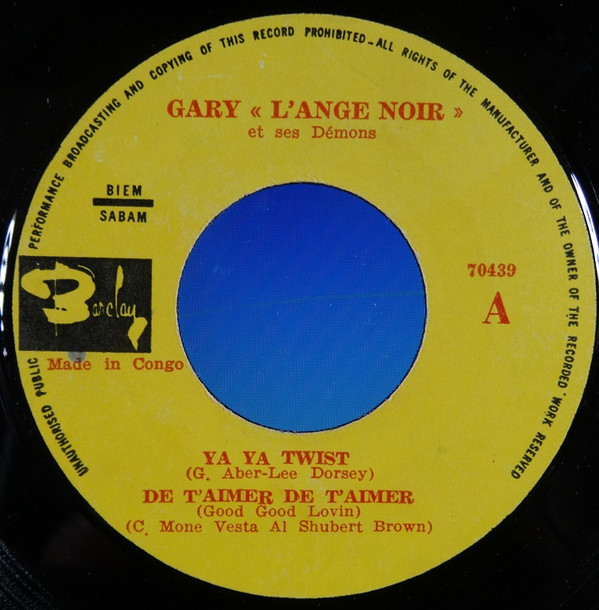 UNAUTHORISED PUBLIC PERFORMANCE BROADCASTING AND COPYING OF THIS RECORD PROHIBITED_ALL RIGHTS OF THE MANUFACTURER AND OF THE OWNER OF THE RECORDED WORK RESERVED
GARY « L'ANGE NOIR »
et ses Démons
BIEM
SABAM
Barclay
Made in Congo
70439
A
YA YA TWIST
(G. Aber-Lee Dorsey)
DE T'AIMER DE T'AIMER
(Good Good Lovin)
(C. Mone Vesta Al Shubert Brown)